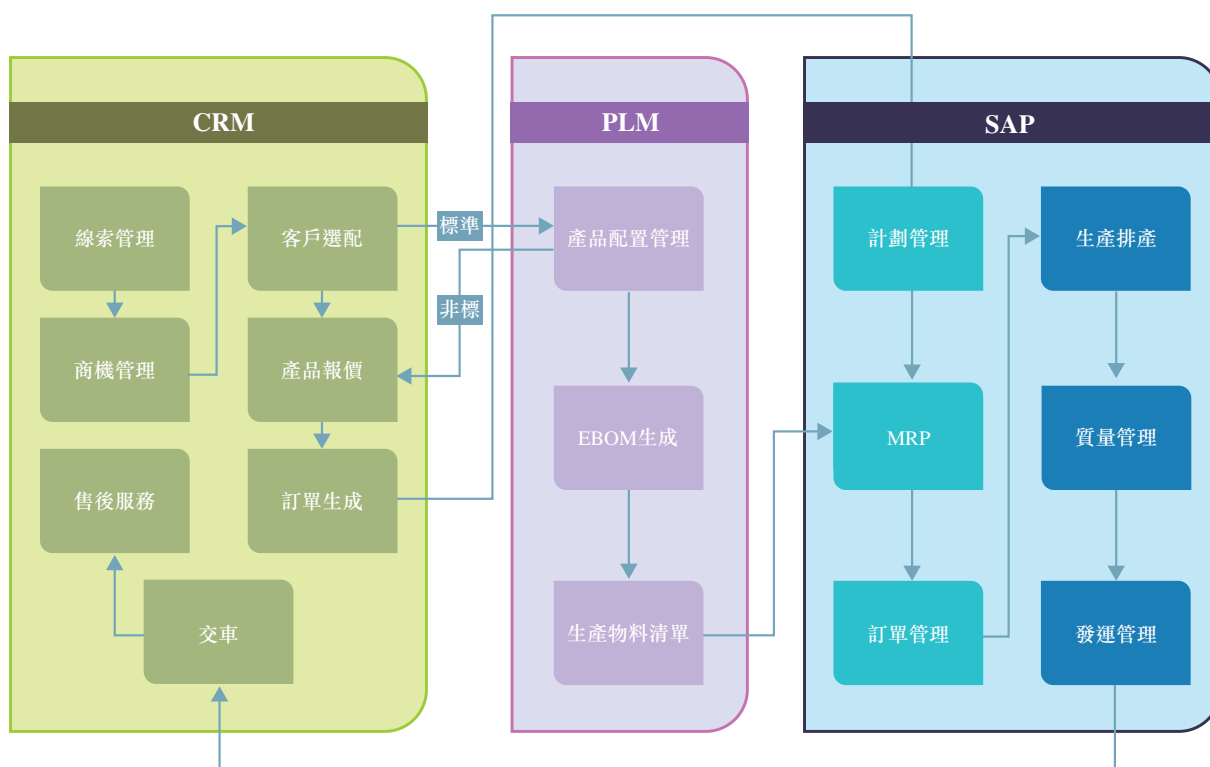 CRM
PLM
SAP
線索管理
客戶選配
標準
產品配置管理
計劃管理
生產排產
非標
商機管理
產品報價
EBOM生成
MRP
質量管理
售後服務
訂單生成
交車
生產物料清單
訂單管理
發運管理